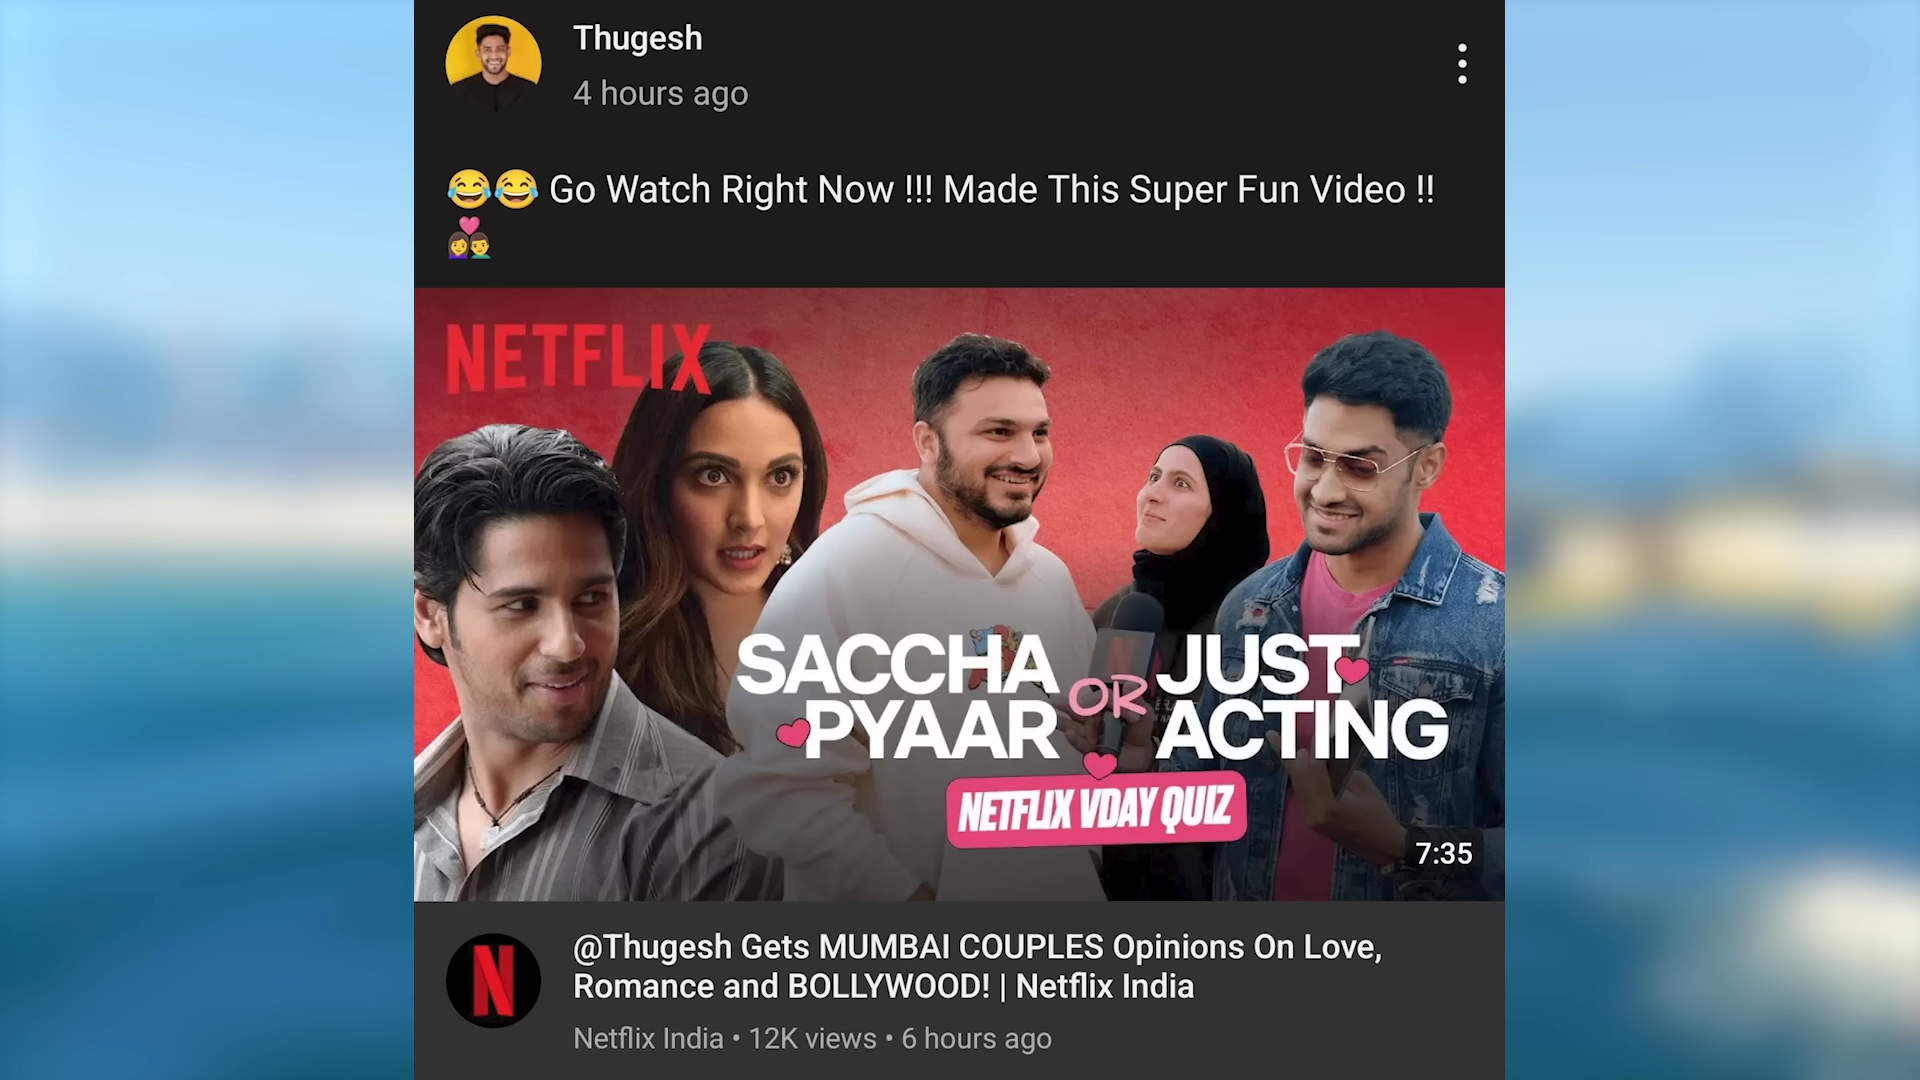 Thugesh
4 hours ago
😂😂 Go Watch Right Now !!! Made This Super Fun Video !!
👩‍❤️‍👨
NETFLIX
SACCHA
PYAAR
OR
JUST
ACTING
NETFLIX VDAY QUIZ
7:35
N
@Thugesh Gets MUMBAI COUPLES Opinions On Love,
Romance and BOLLYWOOD! | Netflix India
Netflix India • 12K views • 6 hours ago